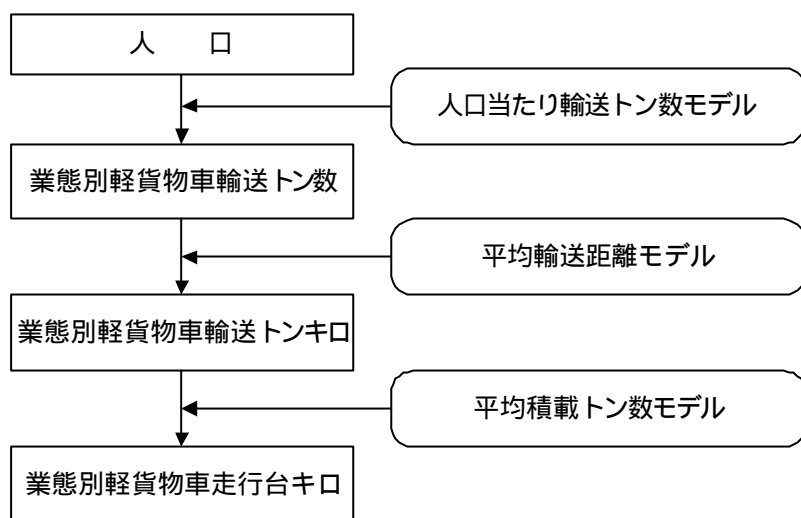 人　　口
人口当たり輸送トン数モデル
業態別軽貨物車輸送トン数
平均輸送距離モデル
業態別軽貨物車輸送トンキロ
平均積載トン数モデル
業態別軽貨物車走行台キロ